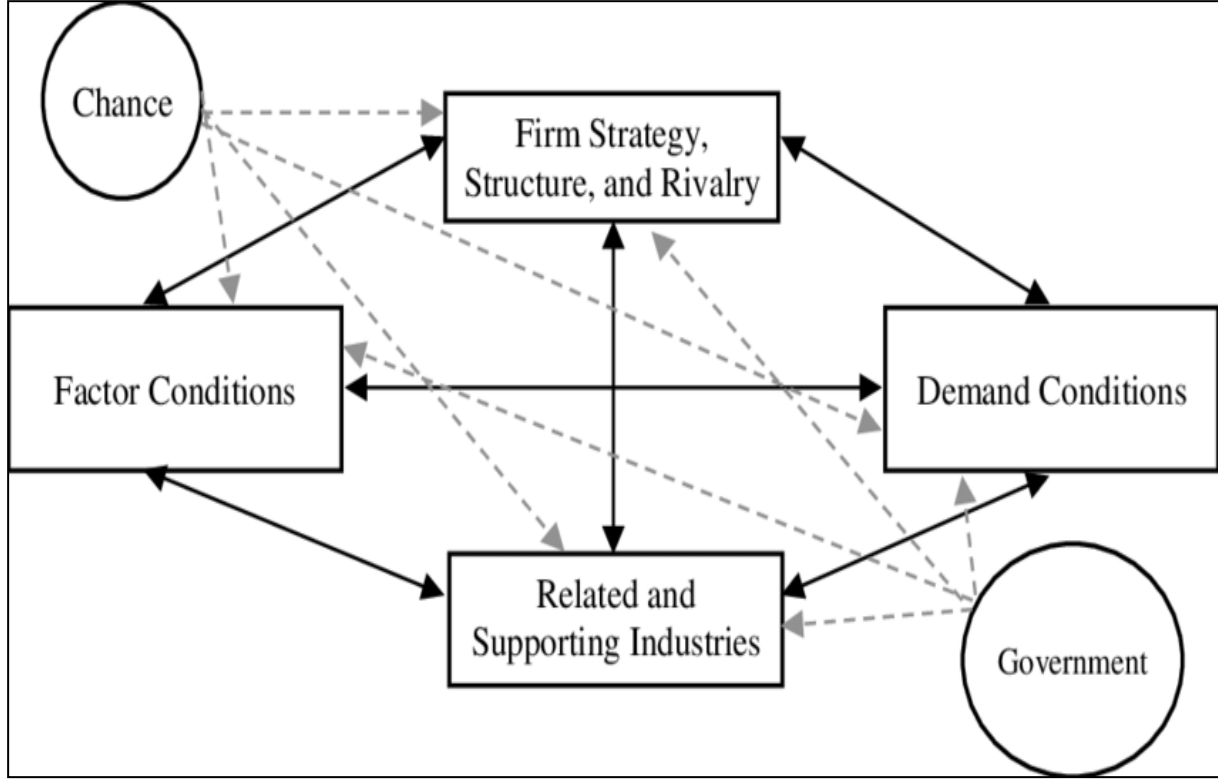 Chance
Firm Strategy,
Structure, and Rivalry
Factor Conditions
Demand Conditions
Related and
Supporting Industries
Government